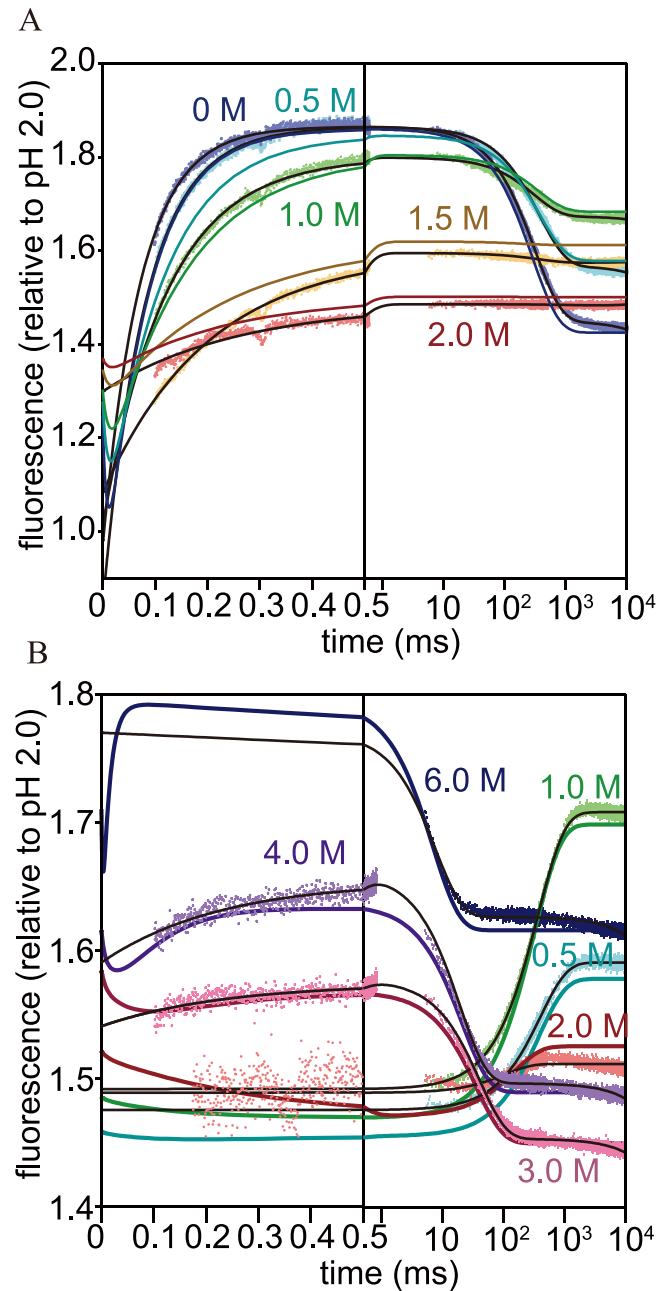 A
fluorescence (relative to pH 2.0)
2.0
1.8
1.6
1.4
1.2
1.0
0 M
0.5 M
1.0 M
1.5 M
2.0 M
0 0.1 0.2 0.3 0.4 0.5 10 10² 10³ 10⁴
time (ms)
B
fluorescence (relative to pH 2.0)
1.8
1.7
1.6
1.5
1.4
6.0 M
1.0 M
4.0 M
0.5 M
2.0 M
3.0 M
0 0.1 0.2 0.3 0.4 0.5 10 10² 10³ 10⁴
time (ms)